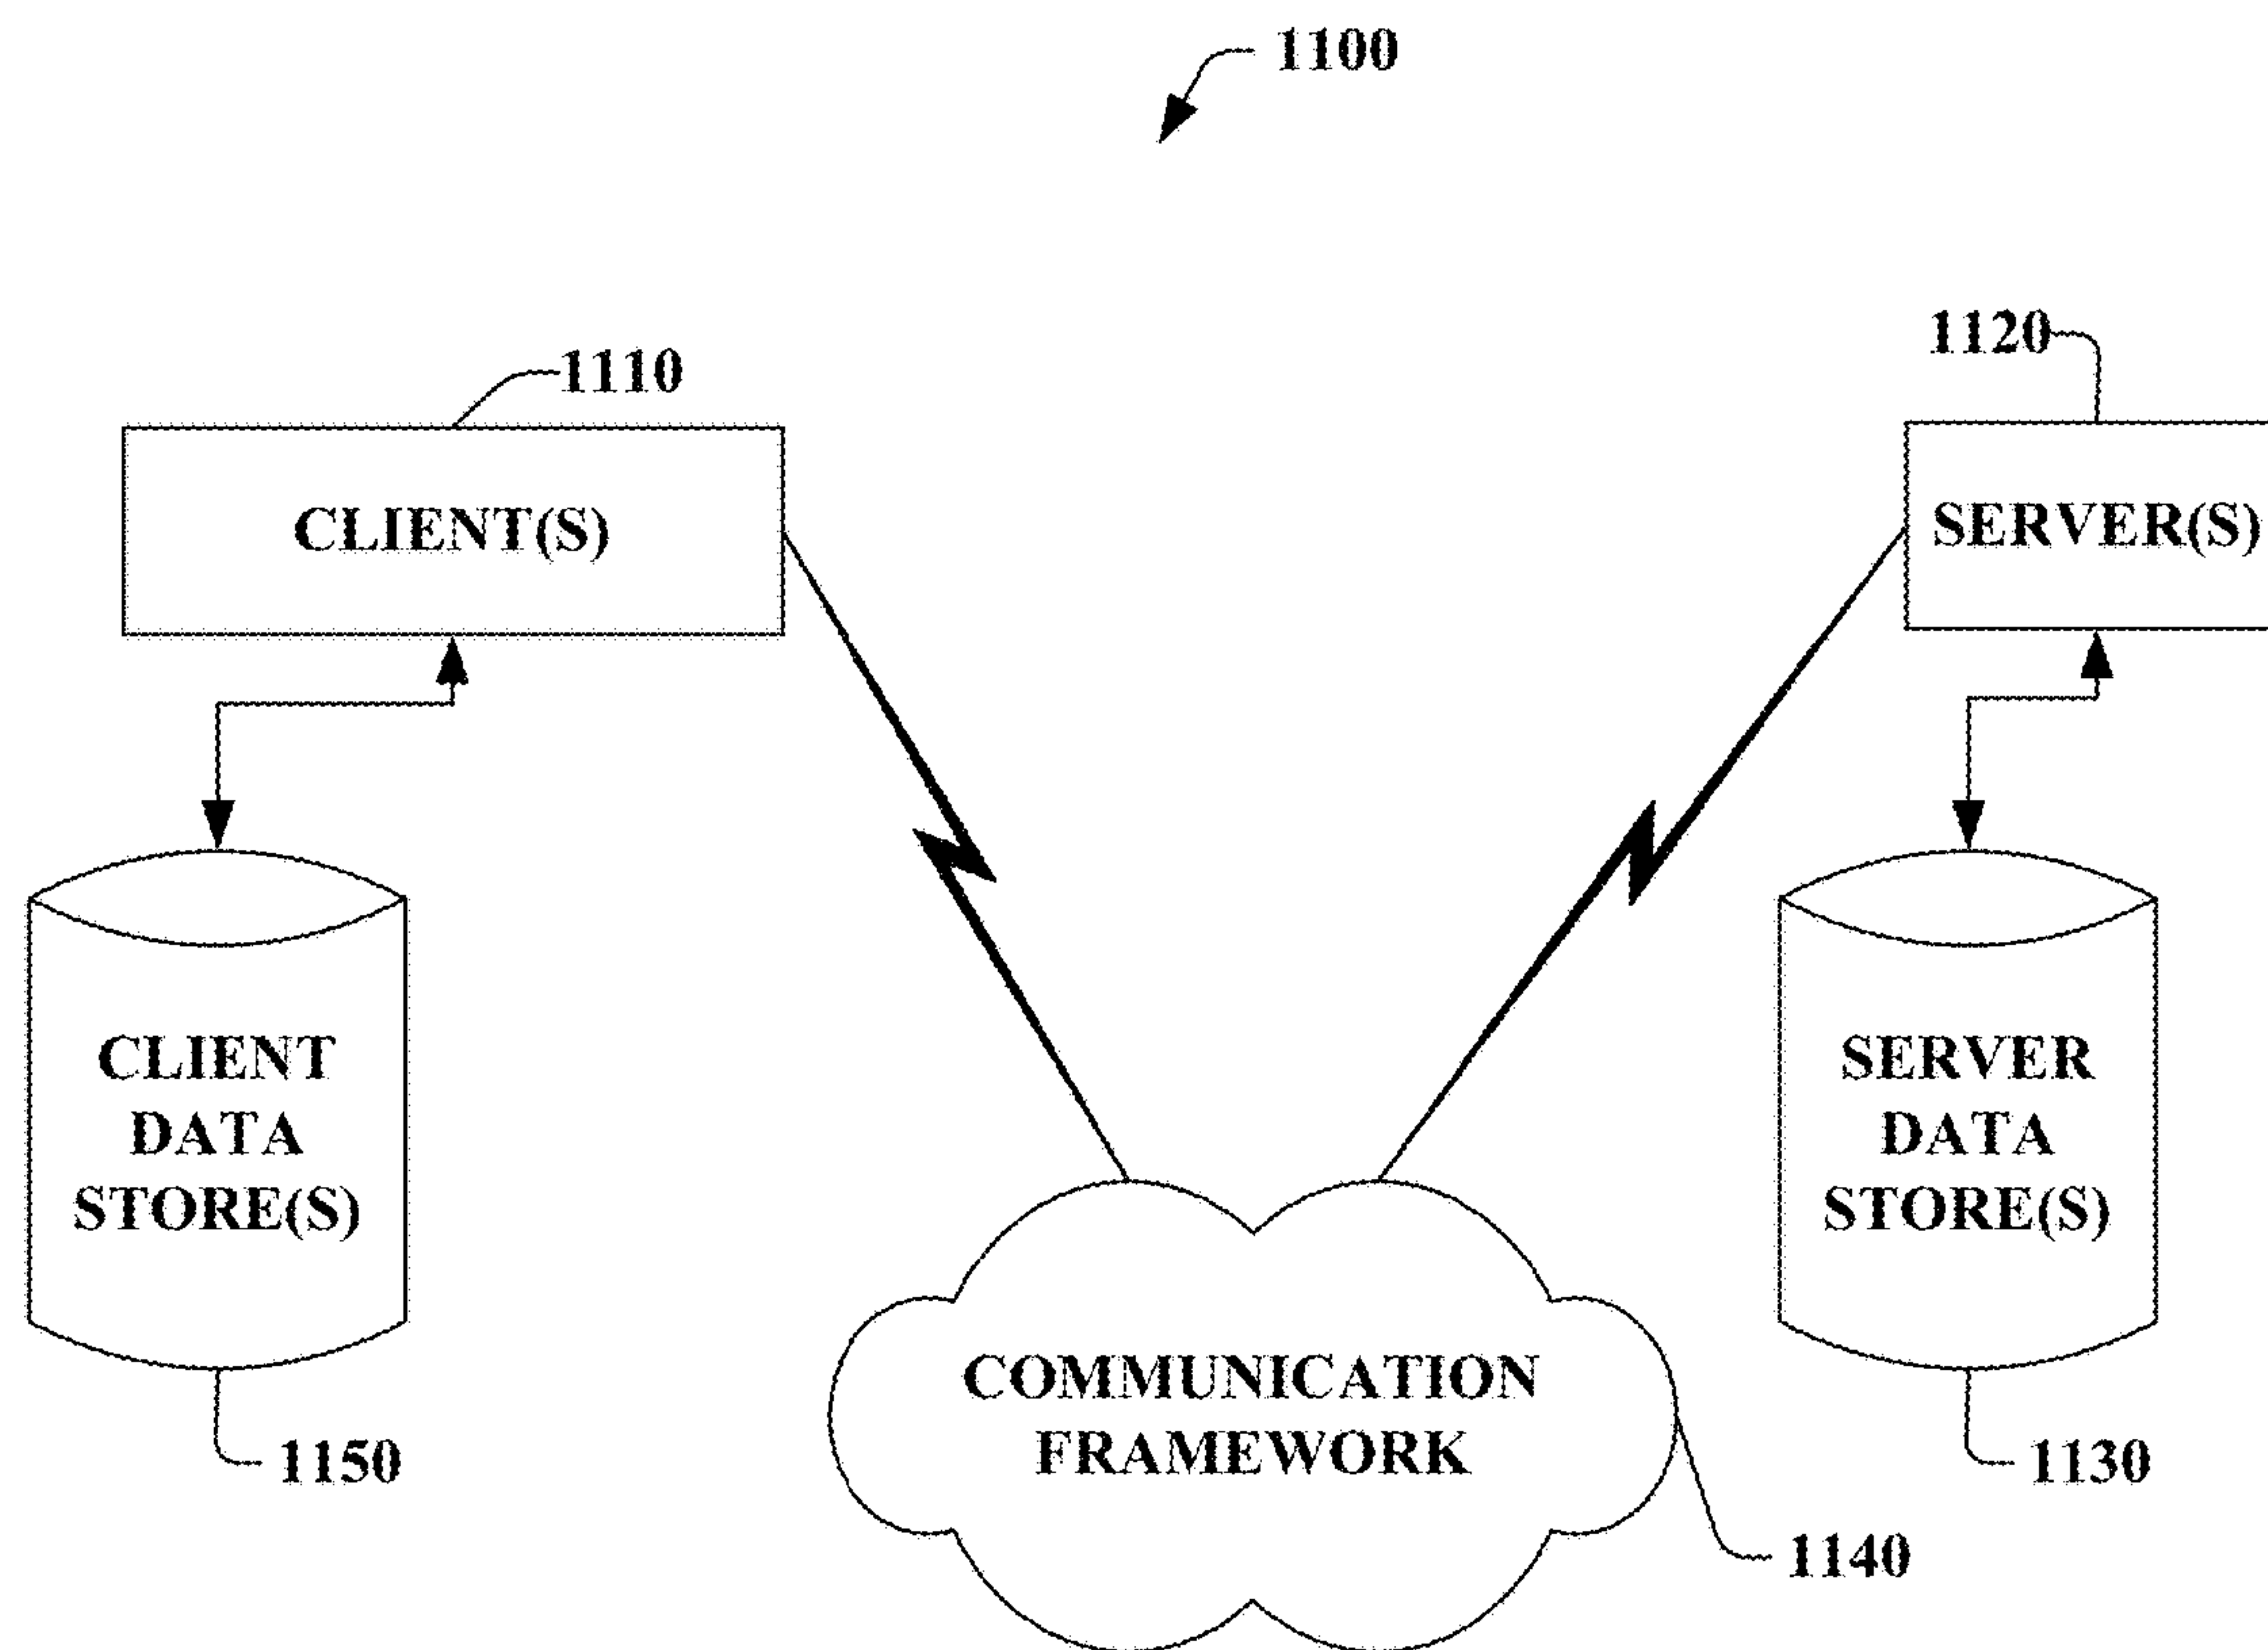 1100
1110
1120
CLIENT(S)
SERVER(S)
CLIENT
DATA
STORE(S)
SERVER
DATA
STORE(S)
COMMUNICATION
FRAMEWORK
1150
1130
1140